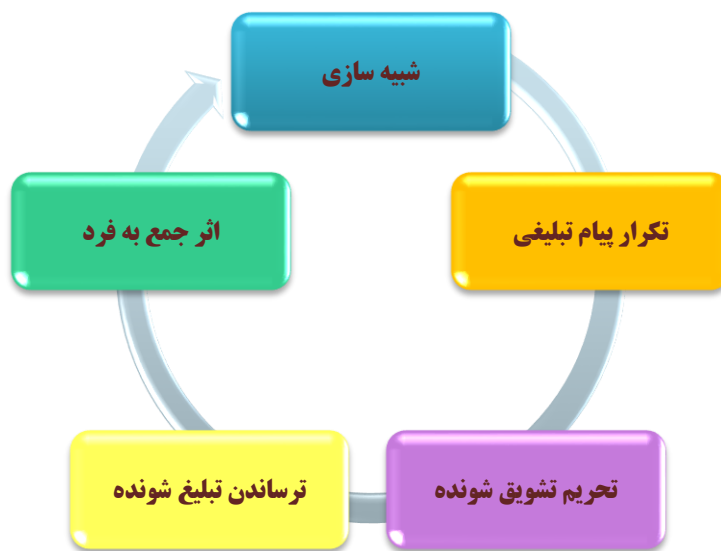 شبیه سازی
تکرار پیام تبلیغی
تحریم تشویق شونده
ترساندن تبلیغ شونده
اثر جمع به فرد